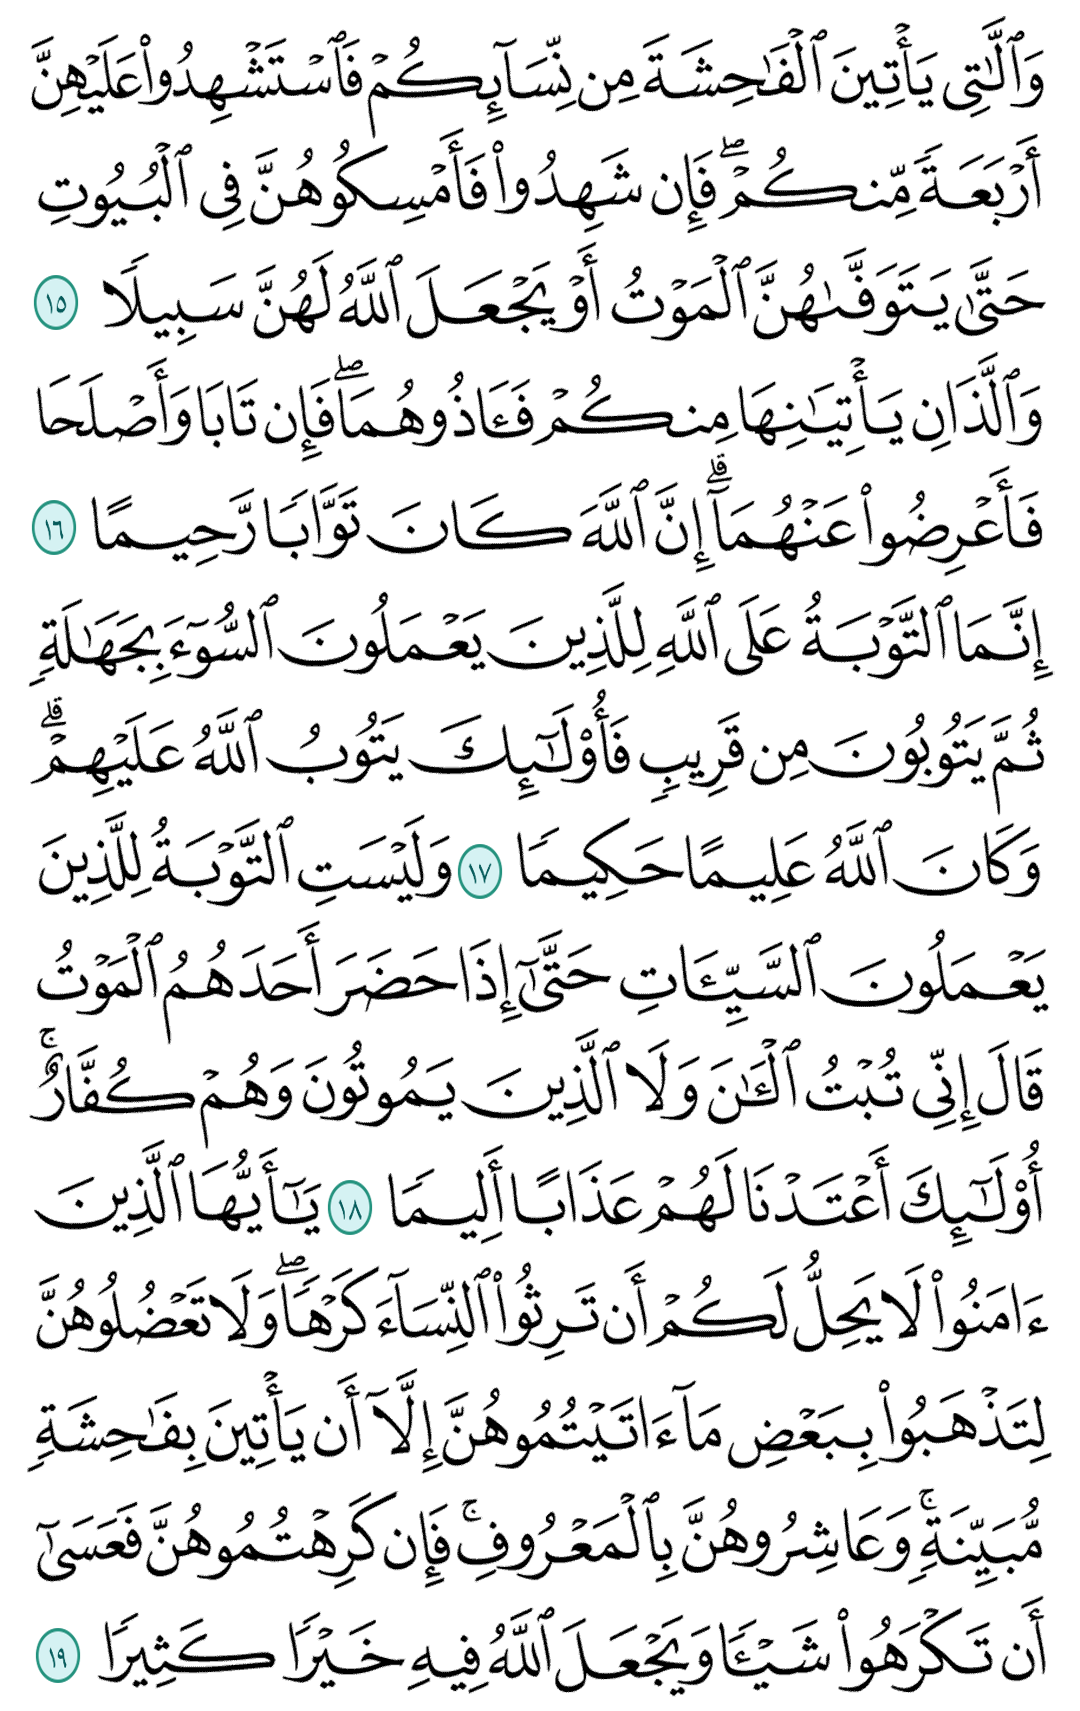 وَٱلَّٰتِى يَأۡتِينَ ٱلۡفَٰحِشَةَ مِن نِّسَآئِكُمۡ فَٱسۡتَشۡهِدُواْ عَلَيۡهِنَّ
أَرۡبَعَةً مِّنكُمۡۖ فَإِن شَهِدُواْ فَأَمۡسِكُوهُنَّ فِى ٱلۡبُيُوتِ
حَتَّىٰ يَتَوَفَّىٰهُنَّ ٱلۡمَوۡتُ أَوۡ يَجۡعَلَ ٱللَّهُ لَهُنَّ سَبِيلًا ١٥
وَٱلَّذَانِ يَأۡتِيَٰنِهَا مِنكُمۡ فَـَٔاذُوهُمَاۖ فَإِن تَابَا وَأَصۡلَحَا
فَأَعۡرِضُواْ عَنۡهُمَآۗ إِنَّ ٱللَّهَ كَانَ تَوَّابًا رَّحِيمًا ١٦
إِنَّمَا ٱلتَّوۡبَةُ عَلَى ٱللَّهِ لِلَّذِينَ يَعۡمَلُونَ ٱلسُّوٓءَ بِجَهَٰلَةٍ
ثُمَّ يَتُوبُونَ مِن قَرِيبٍ فَأُوْلَٰٓئِكَ يَتُوبُ ٱللَّهُ عَلَيۡهِمۡۗ
وَكَانَ ٱللَّهُ عَلِيمًا حَكِيمًا ١٧ وَلَيۡسَتِ ٱلتَّوۡبَةُ لِلَّذِينَ
يَعۡمَلُونَ ٱلسَّيِّـَٔاتِ حَتَّىٰٓ إِذَا حَضَرَ أَحَدَهُمُ ٱلۡمَوۡتُ
قَالَ إِنِّى تُبۡتُ ٱلۡـَٰٔنَ وَلَا ٱلَّذِينَ يَمُوتُونَ وَهُمۡ كُفَّارٌۚ
أُوْلَٰٓئِكَ أَعۡتَدۡنَا لَهُمۡ عَذَابًا أَلِيمًا ١٨ يَٰٓأَيُّهَا ٱلَّذِينَ
ءَامَنُواْ لَا يَحِلُّ لَكُمۡ أَن تَرِثُواْ ٱلنِّسَآءَ كَرۡهًاۖ وَلَا تَعۡضُلُوهُنَّ
لِتَذۡهَبُواْ بِبَعۡضِ مَآ ءَاتَيۡتُمُوهُنَّ إِلَّآ أَن يَأۡتِينَ بِفَٰحِشَةٍ
مُّبَيِّنَةٍۚ وَعَاشِرُوهُنَّ بِٱلۡمَعۡرُوفِۚ فَإِن كَرِهۡتُمُوهُنَّ فَعَسَىٰٓ
أَن تَكۡرَهُواْ شَيۡـًٔا وَيَجۡعَلَ ٱللَّهُ فِيهِ خَيۡرًا كَثِيرًا ١٩